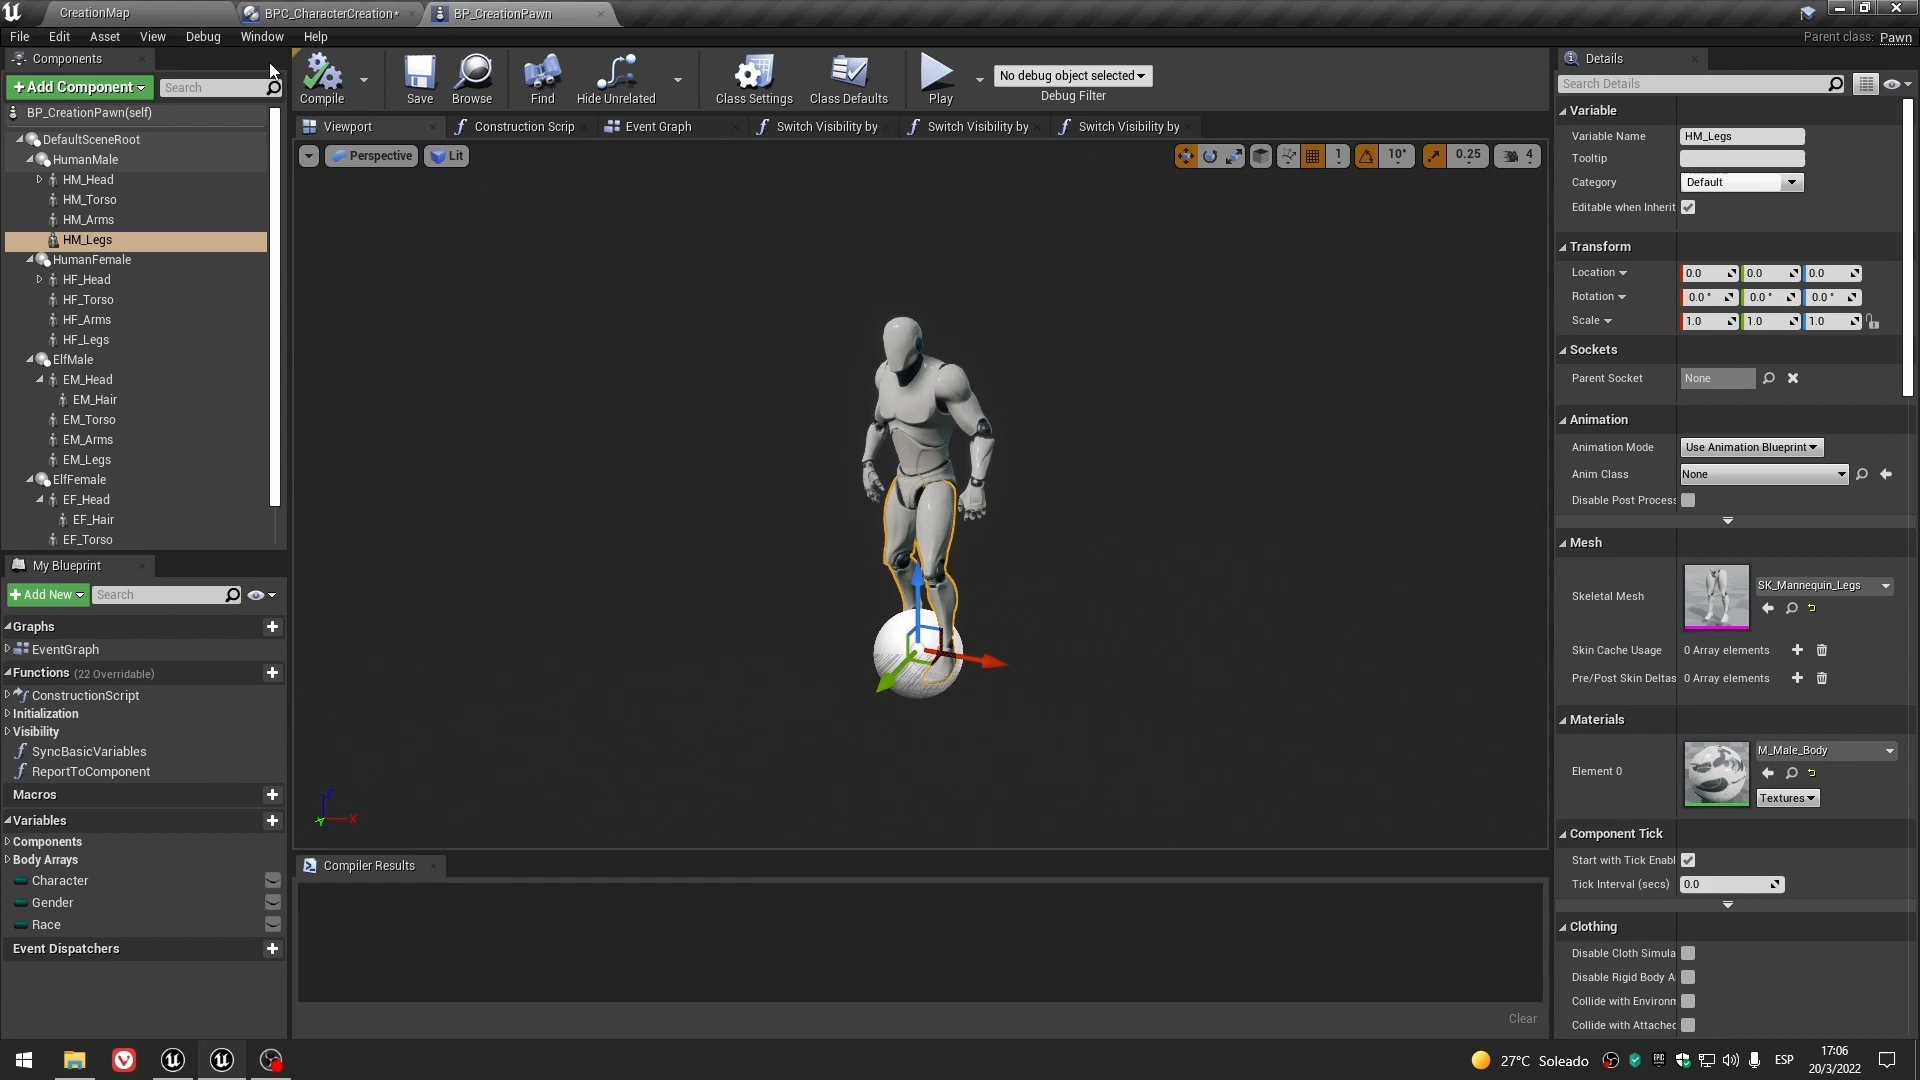 CreationMap
BPC_CharacterCreation*
BP_CreationPawn
File Edit Asset View Debug Window Help
Parent class: Pawn
Components
Add Component
Search
BP_CreationPawn(self)
DefaultSceneRoot
HumanMale
HM_Head
HM_Torso
HM_Arms
HM_Legs
HumanFemale
HF_Head
HF_Torso
HF_Arms
HF_Legs
ElfMale
EM_Head
EM_Hair
EM_Torso
EM_Arms
EM_Legs
ElfFemale
EF_Head
EF_Hair
EF_Torso
My Blueprint
Add New
Search
Graphs
EventGraph
Functions (22 Overridable)
ConstructionScript
Initialization
Visibility
SyncBasicVariables
ReportToComponent
Macros
Variables
Components
Body Arrays
Character
Gender
Race
Event Dispatchers
Compile
Save
Browse
Find
Hide Unrelated
Class Settings
Class Defaults
Play
No debug object selected
Debug Filter
Viewport
Construction Scrip
Event Graph
Switch Visibility by
Switch Visibility by
Switch Visibility by
Perspective
Lit
1
10°
0.25
4
Z
X
Y
Compiler Results
Clear
Details
Search Details
Variable
Variable Name HM_Legs
Tooltip
Category Default
Editable when Inherit
Transform
Location 0.0 0.0 0.0
Rotation 0.0 ° 0.0 ° 0.0 °
Scale 1.0 1.0 1.0
Sockets
Parent Socket None
Animation
Animation Mode Use Animation Blueprint
Anim Class None
Disable Post Process
Mesh
Skeletal Mesh SK_Mannequin_Legs
Skin Cache Usage 0 Array elements
Pre/Post Skin Deltas 0 Array elements
Materials
Element 0 M_Male_Body
Textures
Component Tick
Start with Tick Enabl
Tick Interval (secs) 0.0
Clothing
Disable Cloth Simula
Disable Rigid Body A
Collide with Environm
Collide with Attached
27°C Soleado
ESP
17:06
20/3/2022